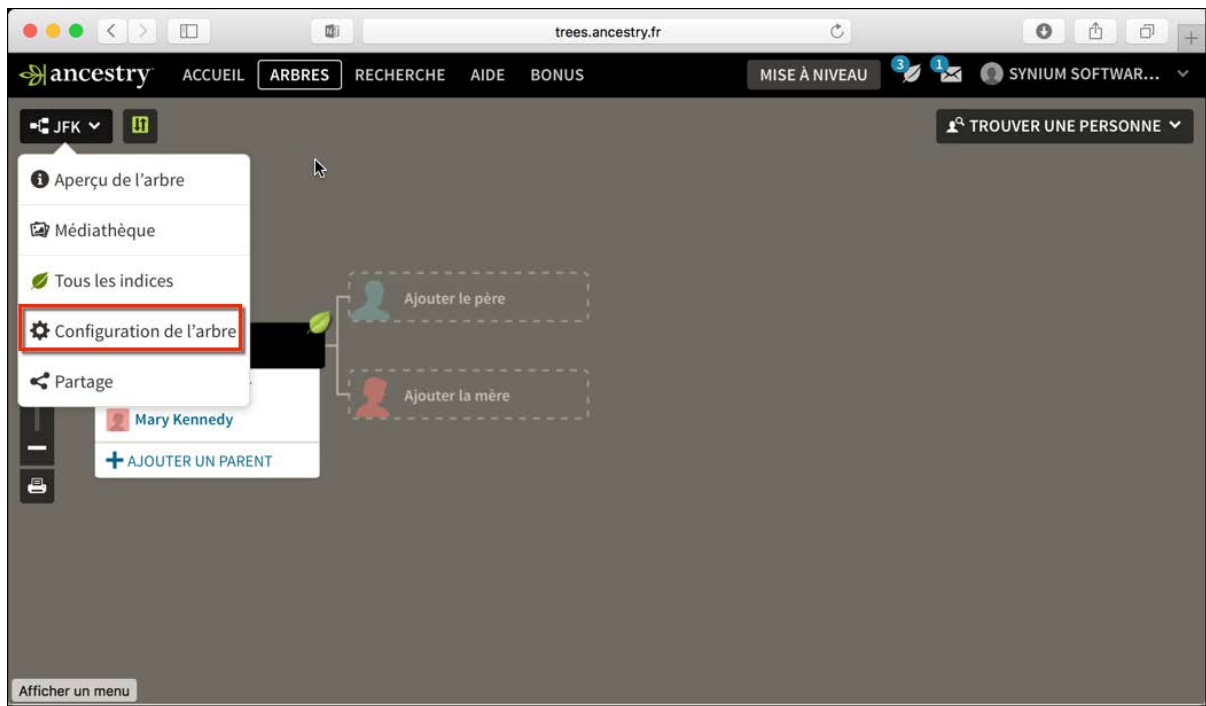 trees.ancestry.fr
ancestry ACCUEIL ARBRES RECHERCHE AIDE BONUS MISE À NIVEAU 3 1 SYNIUM SOFTWAR...
JFK TROUVER UNE PERSONNE
Aperçu de l'arbre
Médiathèque
Tous les indices
Ajouter le père
Configuration de l'arbre
Partage
Ajouter la mère
Mary Kennedy
AJOUTER UN PARENT
Afficher un menu